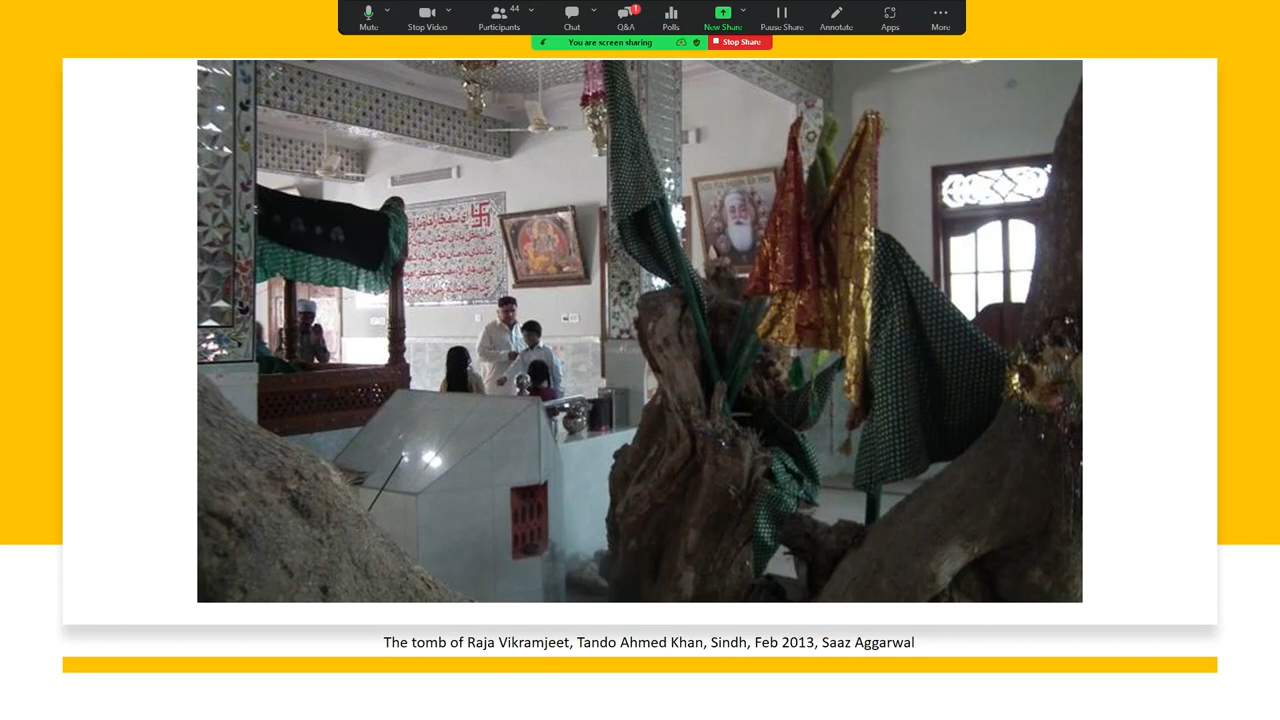 Mute
Stop Video
44
Participants
Chat
1
Q&A
Polls
New Share
Pause Share
Annotate
Apps
More
You are screen sharing
Stop Share
The tomb of Raja Vikramjeet, Tando Ahmed Khan, Sindh, Feb 2013, Saaz Aggarwal